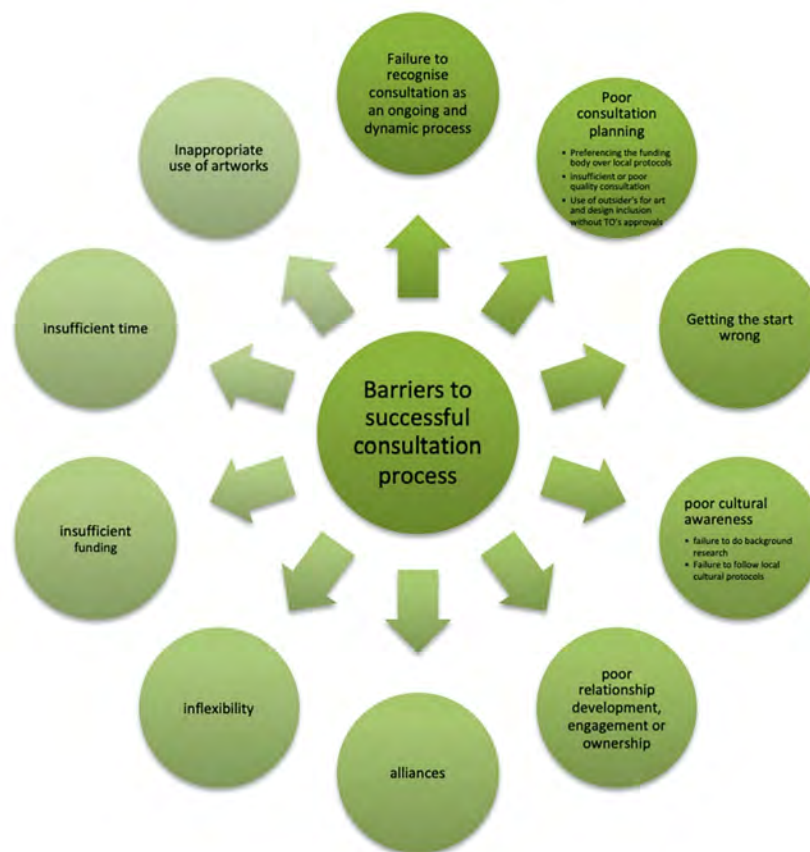 Barriers to
successful
consultation
process
Failure to
recognise
consultation as
an ongoing and
dynamic process
Poor
consultation
planning
• Preferencing the funding
body over local protocols
• insufficient or poor
quality consultation
• Use of outsider's for art
and design inclusion
without TO's approvals
Getting the start
wrong
poor cultural
awareness
• failure to do background
research
• Failure to follow local
cultural protocols
poor
relationship
development,
engagement or
ownership
alliances
inflexibility
insufficient
funding
insufficient time
Inappropriate
use of artworks